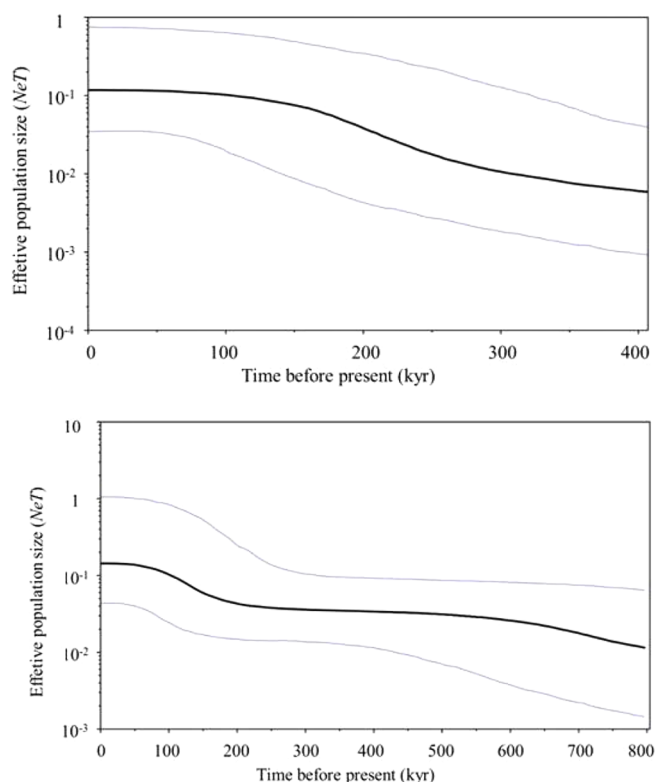 1
10-1
10-2
10-3
10-4
Effetive population size (NeT)
0 100 200 300 400
Time before present (kyr)
10
1
10-1
10-2
10-3
Effetive population size (NeT)
0 100 200 300 400 500 600 700 800
Time before present (kyr)